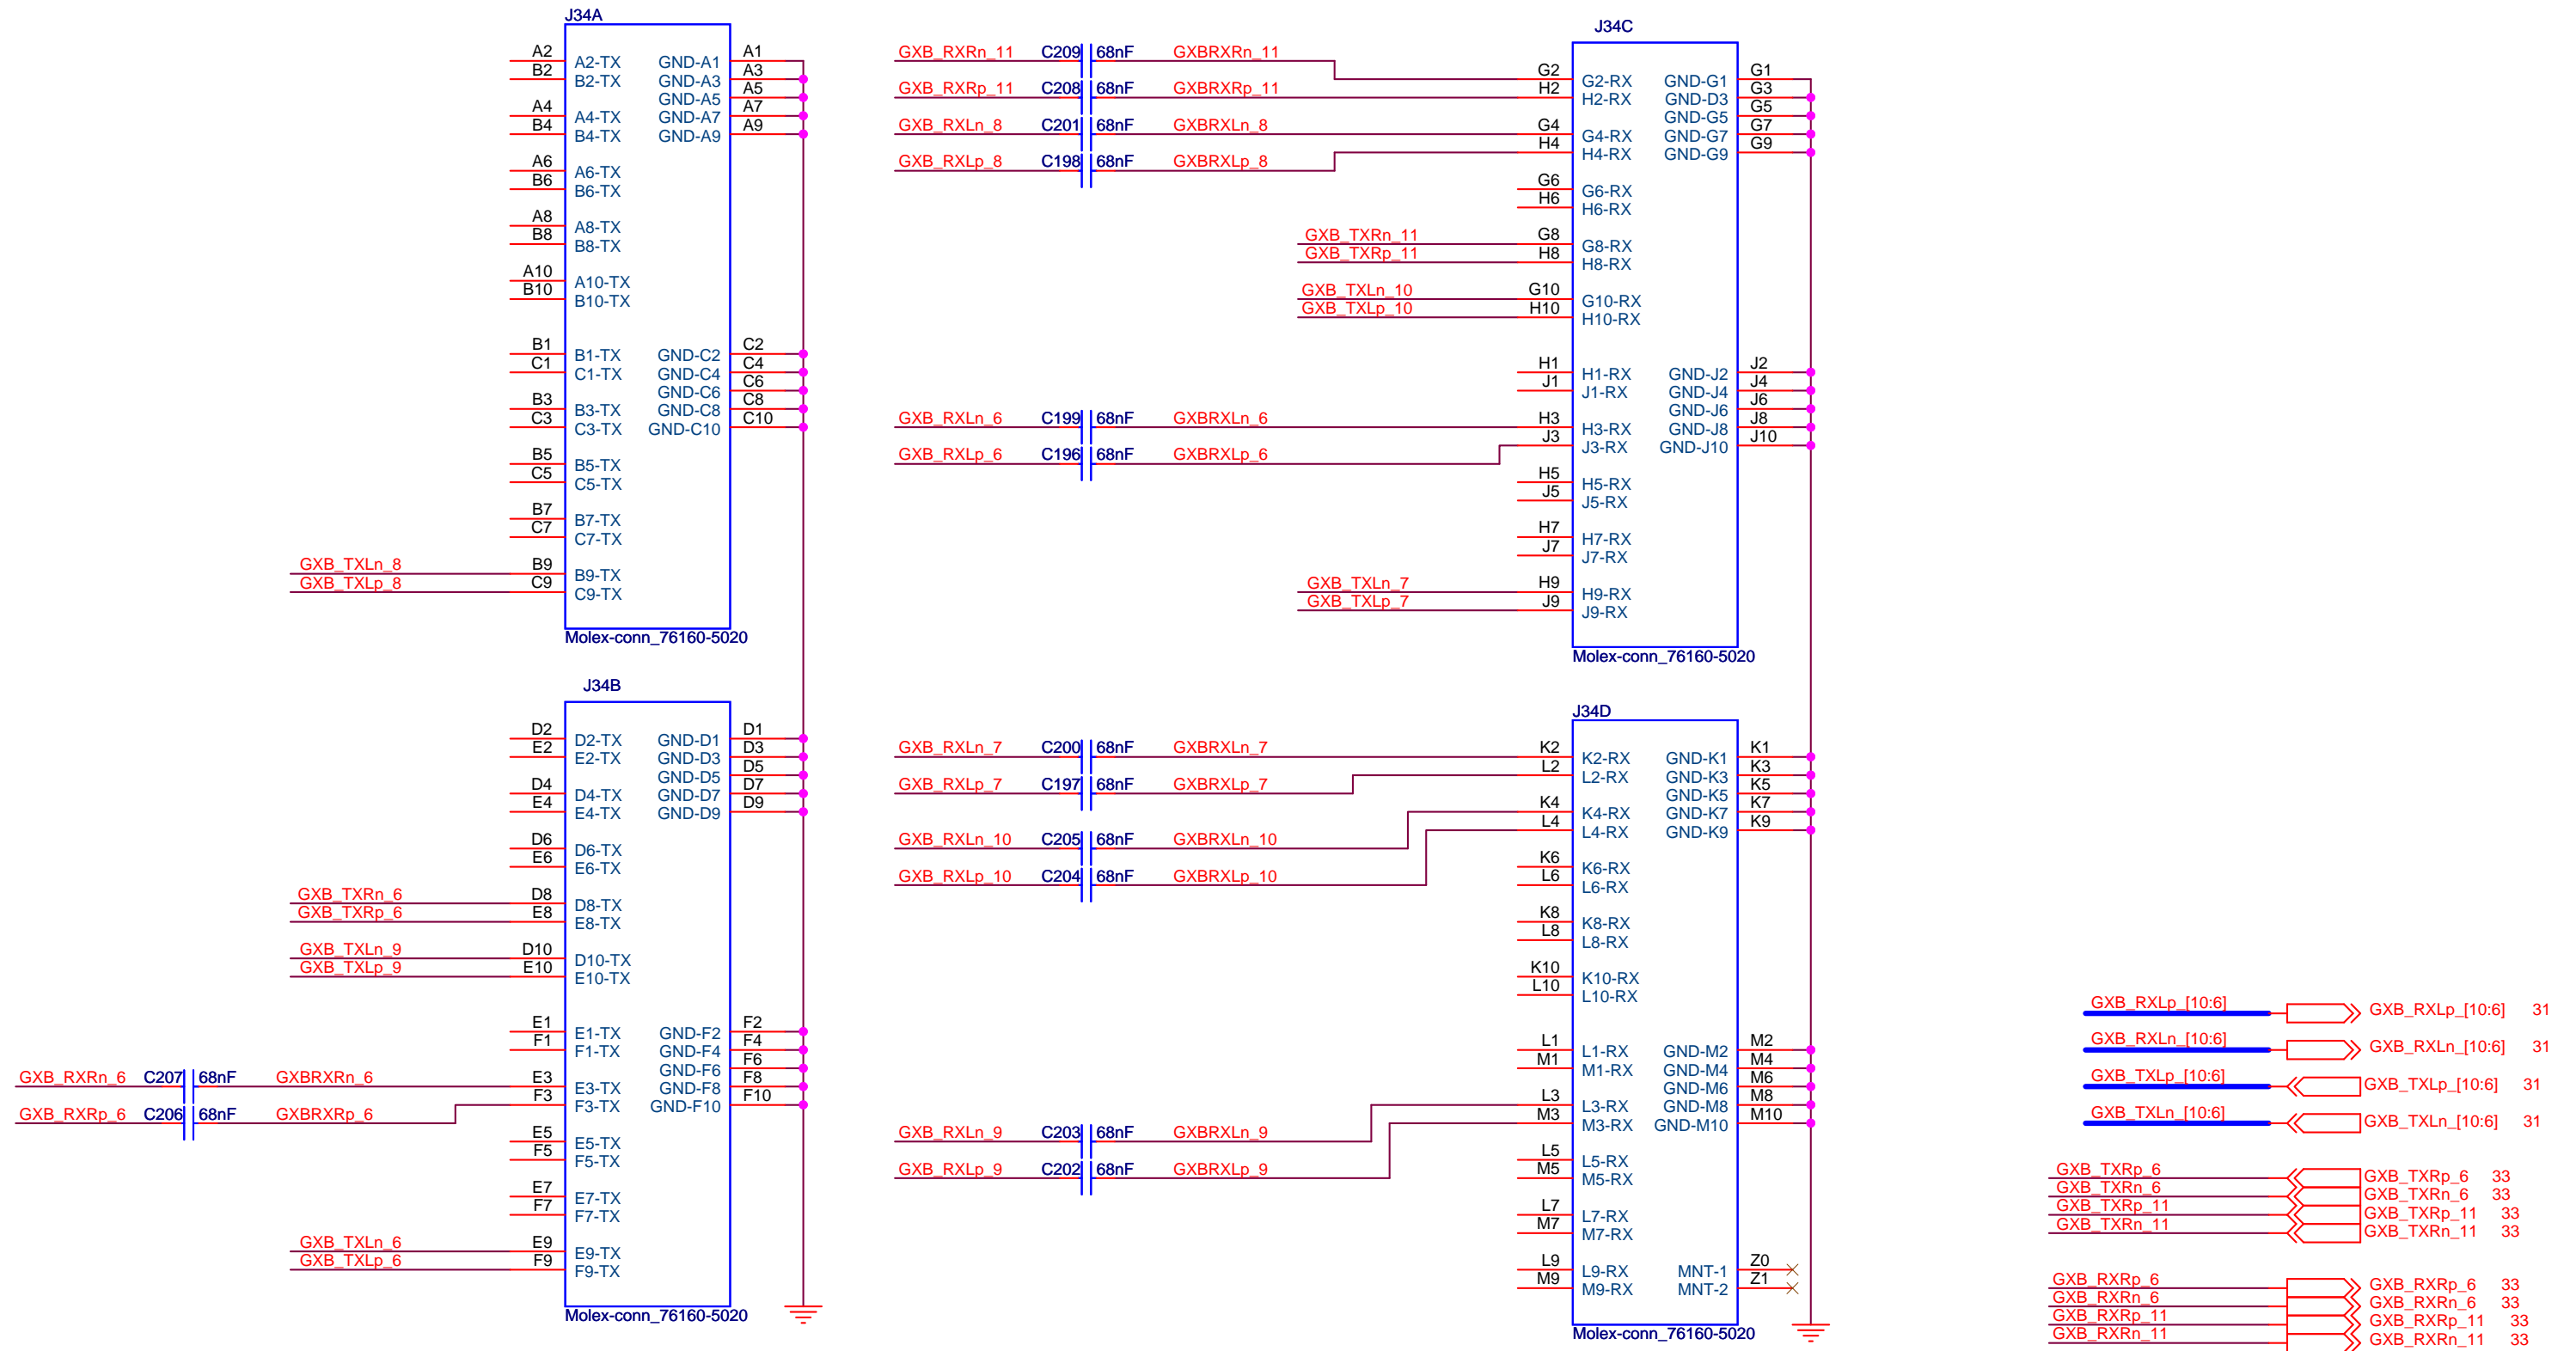 J34A
A2 A2-TX GND-A1 A1
B2 B2-TX GND-A3 A3
GND-A5 A5
A4 A4-TX GND-A7 A7
B4 B4-TX GND-A9 A9
A6 A6-TX
B6 B6-TX
A8 A8-TX
B8 B8-TX
A10 A10-TX
B10 B10-TX
B1 B1-TX GND-C2 C2
C1 C1-TX GND-C4 C4
GND-C6 C6
B3 B3-TX GND-C8 C8
C3 C3-TX GND-C10 C10
B5 B5-TX
C5 C5-TX
B7 B7-TX
C7 C7-TX
GXB_TXLn_8 B9 B9-TX
GXB_TXLp_8 C9 C9-TX
Molex-conn_76160-5020
J34B
D2 D2-TX GND-D1 D1
E2 E2-TX GND-D3 D3
GND-D5 D5
D4 D4-TX GND-D7 D7
E4 E4-TX GND-D9 D9
D6 D6-TX
E6 E6-TX
GXB_TXRn_6 D8 D8-TX
GXB_TXRp_6 E8 E8-TX
GXB_TXLn_9 D10 D10-TX
GXB_TXLp_9 E10 E10-TX
E1 E1-TX GND-F2 F2
F1 F1-TX GND-F4 F4
GND-F6 F6
GXB_RXRn_6 C207 68nF GXBRXRn_6 E3 E3-TX GND-F8 F8
GXB_RXRp_6 C206 68nF GXBRXRp_6 F3 F3-TX GND-F10 F10
E5 E5-TX
F5 F5-TX
E7 E7-TX
F7 F7-TX
GXB_TXLn_6 E9 E9-TX
GXB_TXLp_6 F9 F9-TX
Molex-conn_76160-5020
J34C
GXB_RXRn_11 C209 68nF GXBRXRn_11 G2 G2-RX GND-G1 G1
GXB_RXRp_11 C208 68nF GXBRXRp_11 H2 H2-RX GND-D3 G3
GND-G5 G5
GXB_RXLn_8 C201 68nF GXBRXLn_8 G4 G4-RX GND-G7 G7
GXB_RXLp_8 C198 68nF GXBRXLp_8 H4 H4-RX GND-G9 G9
G6 G6-RX
H6 H6-RX
GXB_TXRn_11 G8 G8-RX
GXB_TXRp_11 H8 H8-RX
GXB_TXLn_10 G10 G10-RX
GXB_TXLp_10 H10 H10-RX
H1 H1-RX GND-J2 J2
J1 J1-RX GND-J4 J4
GND-J6 J6
GXB_RXLn_6 C199 68nF GXBRXLn_6 H3 H3-RX GND-J8 J8
GXB_RXLp_6 C196 68nF GXBRXLp_6 J3 J3-RX GND-J10 J10
H5 H5-RX
J5 J5-RX
H7 H7-RX
J7 J7-RX
GXB_TXLn_7 H9 H9-RX
GXB_TXLp_7 J9 J9-RX
Molex-conn_76160-5020
J34D
GXB_RXLn_7 C200 68nF GXBRXLn_7 K2 K2-RX GND-K1 K1
GXB_RXLp_7 C197 68nF GXBRXLp_7 L2 L2-RX GND-K3 K3
GND-K5 K5
GXB_RXLn_10 C205 68nF GXBRXLn_10 K4 K4-RX GND-K7 K7
GXB_RXLp_10 C204 68nF GXBRXLp_10 L4 L4-RX GND-K9 K9
K6 K6-RX
L6 L6-RX
K8 K8-RX
L8 L8-RX
K10 K10-RX
L10 L10-RX
L1 L1-RX GND-M2 M2
M1 M1-RX GND-M4 M4
GND-M6 M6
GXB_RXLn_9 C203 68nF GXBRXLn_9 L3 L3-RX GND-M8 M8
GXB_RXLp_9 C202 68nF GXBRXLp_9 M3 M3-RX GND-M10 M10
L5 L5-RX
M5 M5-RX
L7 L7-RX
M7 M7-RX
L9 L9-RX MNT-1 Z0
M9 M9-RX MNT-2 Z1
Molex-conn_76160-5020
GXB_RXLp_[10:6] GXB_RXLp_[10:6] 31
GXB_RXLn_[10:6] GXB_RXLn_[10:6] 31
GXB_TXLp_[10:6] GXB_TXLp_[10:6] 31
GXB_TXLn_[10:6] GXB_TXLn_[10:6] 31
GXB_TXRp_6 GXB_TXRp_6 33
GXB_TXRn_6 GXB_TXRn_6 33
GXB_TXRp_11 GXB_TXRp_11 33
GXB_TXRn_11 GXB_TXRn_11 33
GXB_RXRp_6 GXB_RXRp_6 33
GXB_RXRn_6 GXB_RXRn_6 33
GXB_RXRp_11 GXB_RXRp_11 33
GXB_RXRn_11 GXB_RXRn_11 33